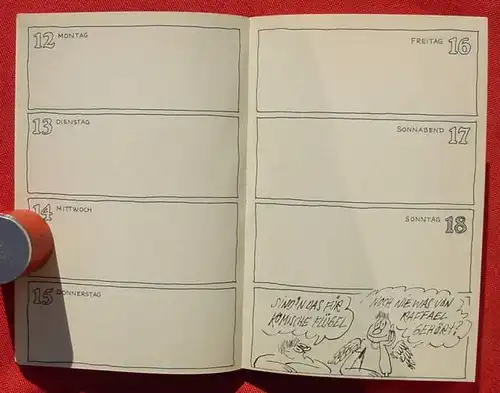 12 MONTAG
13 DIENSTAG
14 MITTWOCH
15 DONNERSTAG
FREITAG 16
SONNABEND 17
SONNTAG 18
SIND'N DAS FÜR
KOMISCHE FLÜGEL
NOCH NIE WAS VON
RAFFAEL
GEHÖRT?